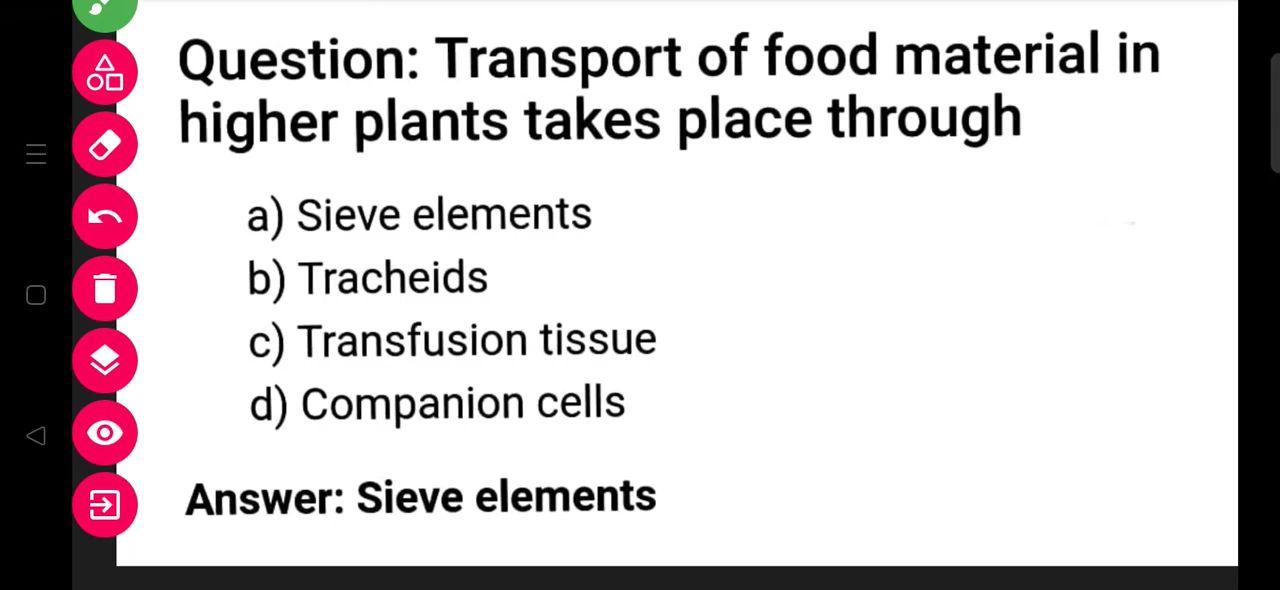 Question: Transport of food material in
higher plants takes place through
a) Sieve elements
b) Tracheids
c) Transfusion tissue
d) Companion cells
Answer: Sieve elements